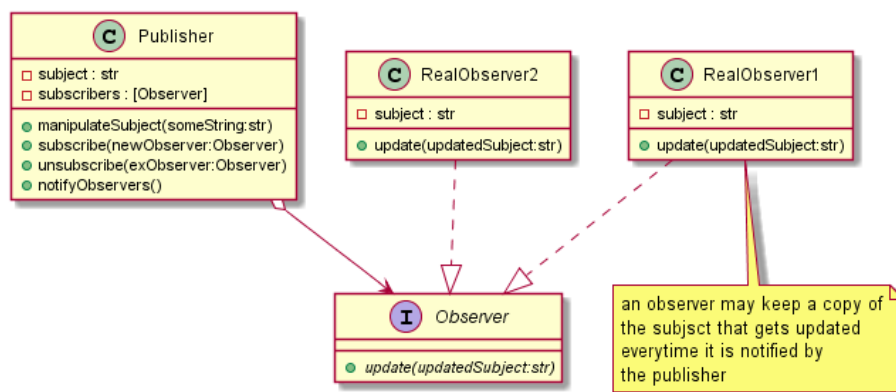 C Publisher
subject : str
subscribers : [Observer]
manipulateSubject(someString:str)
subscribe(newObserver:Observer)
unsubscribe(exObserver:Observer)
notifyObservers()
C RealObserver2
subject : str
update(updatedSubject:str)
C RealObserver1
subject : str
update(updatedSubject:str)
I Observer
update(updatedSubject:str)
an observer may keep a copy of
the subjsct that gets updated
everytime it is notified by
the publisher